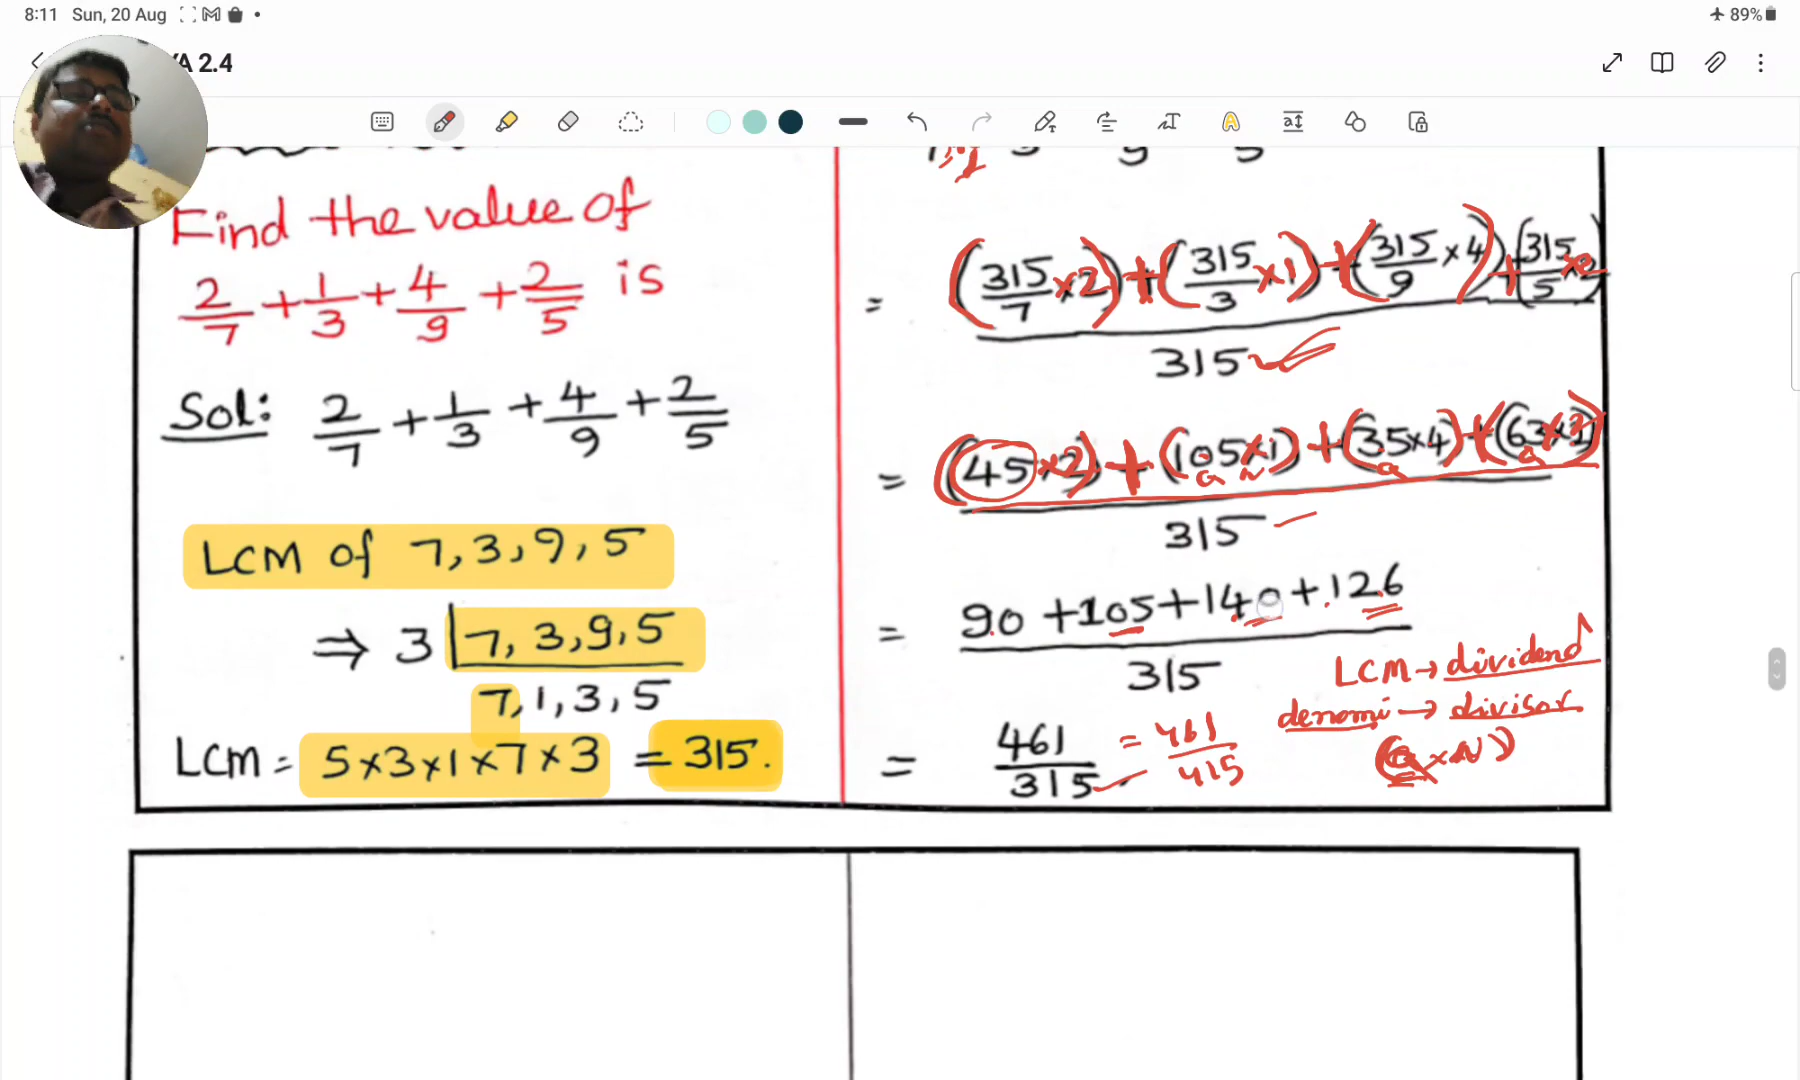 8:11 Sun, 20 Aug
89%
YA 2.4
Find the value of
2/7 + 1/3 + 4/9 + 2/5 is
Sol: 2/7 + 1/3 + 4/9 + 2/5
LCM of 7, 3, 9, 5
⇒ 3 | 7, 3, 9, 5
7, 1, 3, 5
LCM = 5×3×1×7×3 = 315.
= (315/7 ×2) + (315/3 ×1) + (315/9 ×4) + (315/5 ×2)
315
= (45×2) + (105×1) + (35×4) + (63×2)
315
= 90 + 105 + 140 + 126
315
LCM → dividend
denomi → divisor
(Q×N)
= 461/315 = 461/415